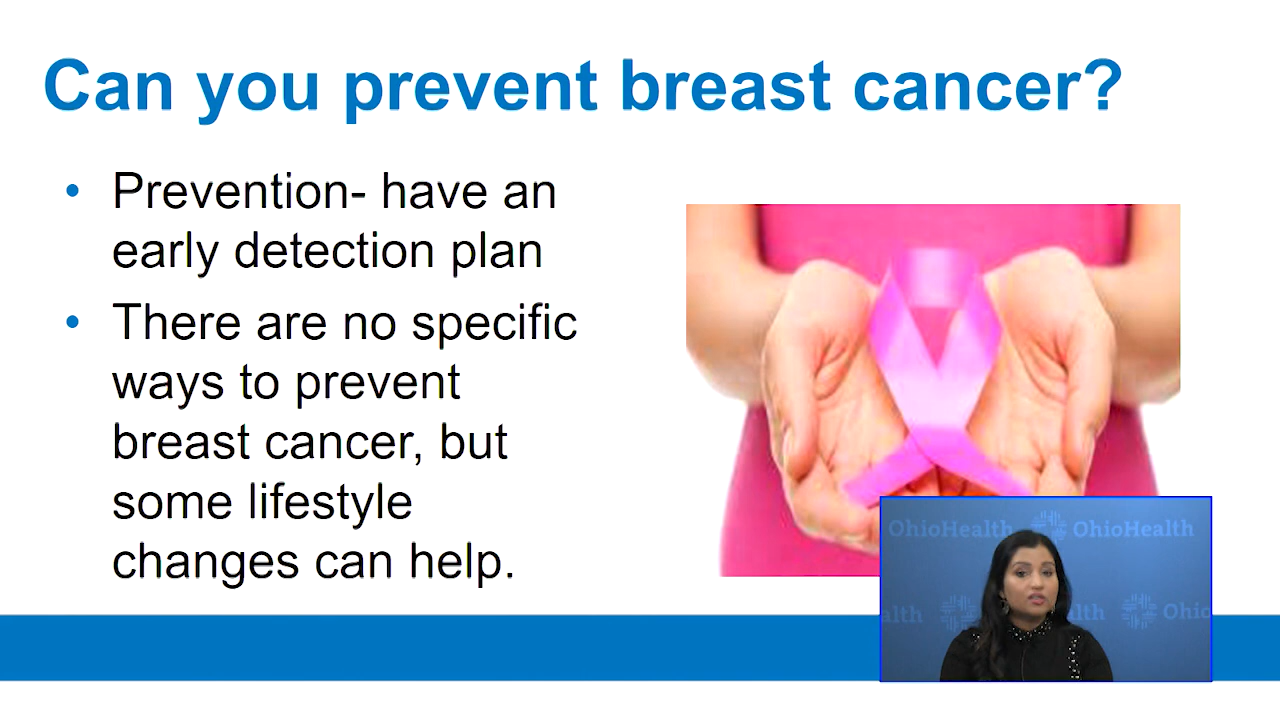 Can you prevent breast cancer?
• Prevention- have an
early detection plan
• There are no specific
ways to prevent
breast cancer, but
some lifestyle
changes can help.
OhioHealth OhioHealth
alth alth Ohio